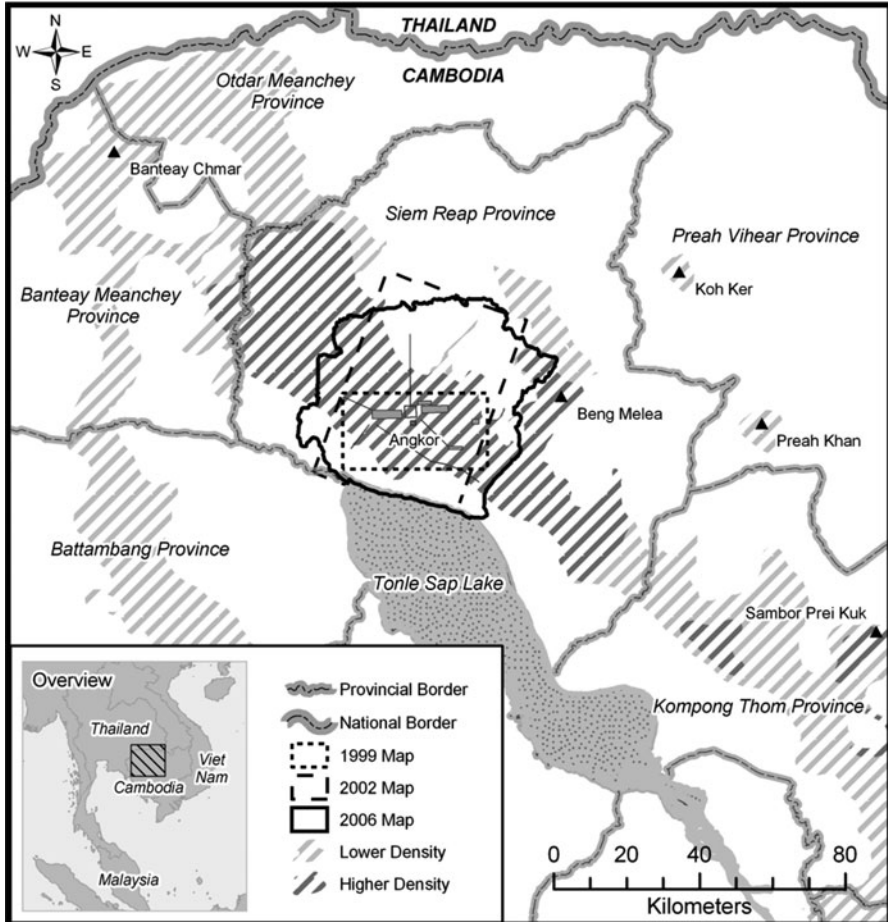 THAILAND
N
W E
S
CAMBODIA
Otdar Meanchey
Province
Banteay Chmar
Siem Reap Province
Preah Vihear Province
Koh Ker
Banteay Meanchey
Province
Beng Melea
Angkor
Preah Khan
Battambang Province
Tonle Sap Lake
Sambor Prei Kuk
Kompong Thom Province
Overview
Thailand
Viet
Nam
Cambodia
Malaysia
Provincial Border
National Border
1999 Map
2002 Map
2006 Map
Lower Density
Higher Density
0 20 40 60 80
Kilometers